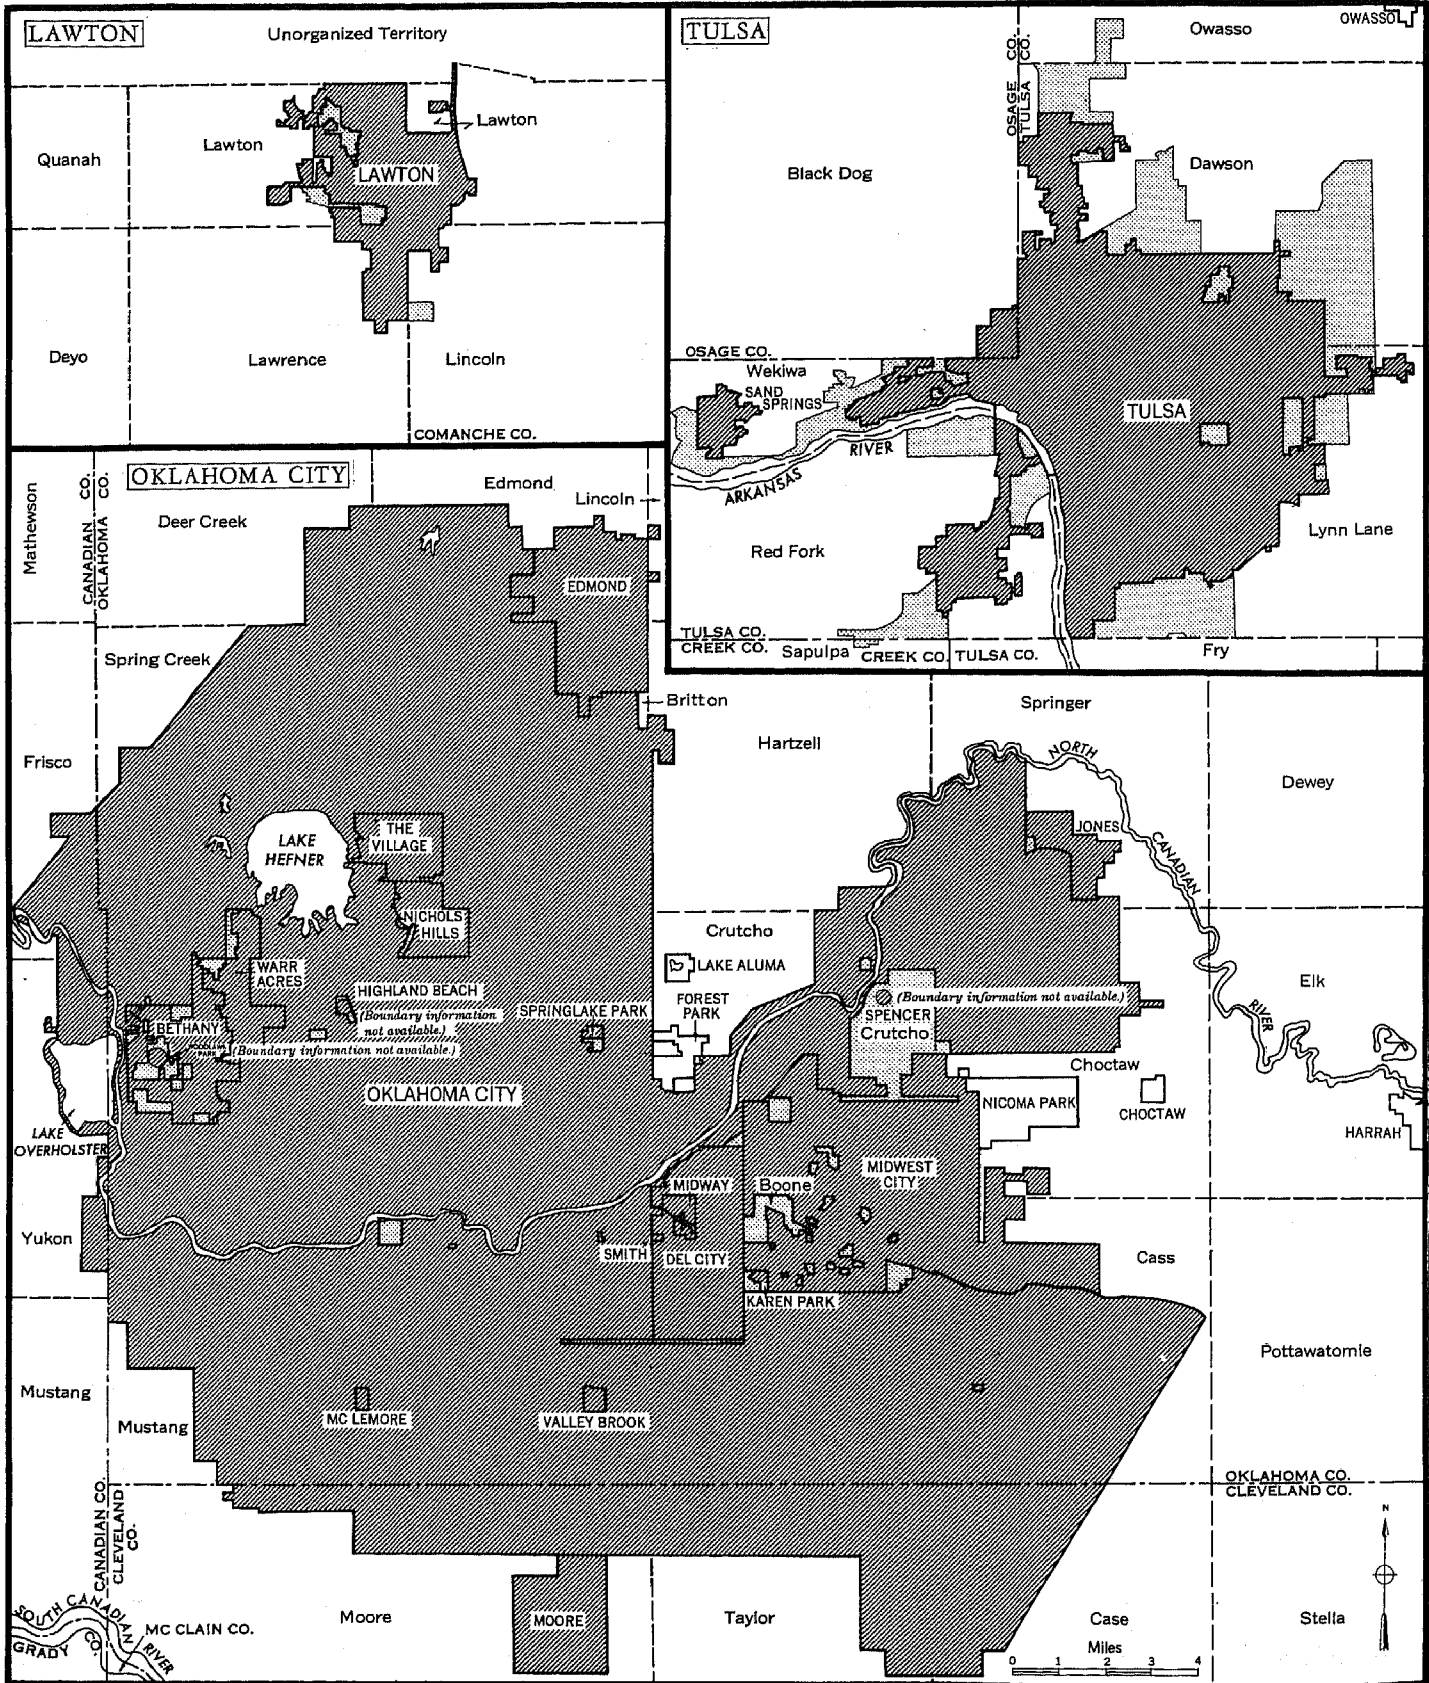 LAWTON
Unorganized Territory
Quanah
Lawton
Lawton
LAWTON
Deyo
Lawrence
Lincoln
COMANCHE CO.
TULSA
OWASSO
Owasso
OSAGE CO.
TULSA CO.
Black Dog
Dawson
OSAGE CO.
Wekiwa
SAND
SPRINGS
TULSA
RIVER
ARKANSAS
Red Fork
Lynn Lane
TULSA CO.
CREEK CO.
Sapulpa
CREEK CO.
TULSA CO.
Fry
OKLAHOMA CITY
Mathewson
CANADIAN CO.
OKLAHOMA CO.
Deer Creek
Edmond
Lincoln
EDMOND
Spring Creek
Britton
Frisco
Hartzell
Springer
NORTH
CANADIAN
RIVER
Dewey
JONES
LAKE
HEFNER
THE
VILLAGE
NICHOLS
HILLS
Crutcho
LAKE ALUMA
WARR
ACRES
HIGHLAND BEACH
(Boundary information
not available.)
SPRINGLAKE PARK
FOREST
PARK
(Boundary information not available.)
SPENCER
Crutcho
Elk
BETHANY
WOODLAWN
PARK
(Boundary information not available.)
OKLAHOMA CITY
Choctaw
NICOMA PARK
CHOCTAW
HARRAH
LAKE
OVERHOLSTER
MIDWAY
Boone
MIDWEST
CITY
Yukon
SMITH
DEL CITY
Cass
KAREN PARK
Pottawatomie
Mustang
Mustang
MC LEMORE
VALLEY BROOK
OKLAHOMA CO.
CLEVELAND CO.
CANADIAN CO.
CLEVELAND CO.
N
SOUTH CANADIAN
RIVER
GRADY CO.
MC CLAIN CO.
Moore
MOORE
Taylor
Case
Stella
Miles
0 1 2 3 4